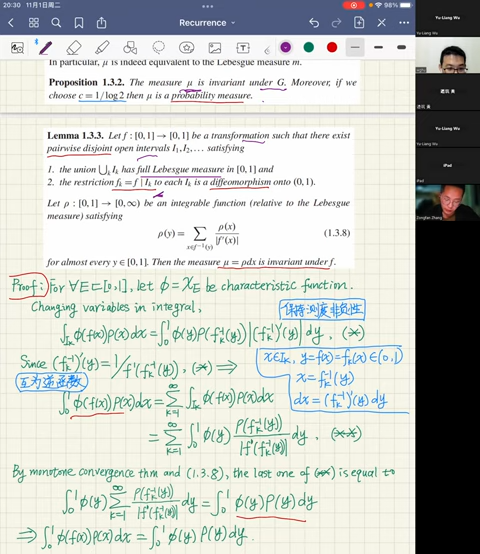 20:30 11月1日周二
98%
Recurrence
In particular, μ is indeed equivalent to the Lebesgue measure m.
Proposition 1.3.2. The measure μ is invariant under G. Moreover, if we
choose c = 1/log 2 then μ is a probability measure.
Lemma 1.3.3. Let f : [0,1] → [0,1] be a transformation such that there exist
pairwise disjoint open intervals I₁, I₂, ... satisfying
1. the union ⋃ₖ Iₖ has full Lebesgue measure in [0,1] and
2. the restriction fₖ = f | Iₖ to each Iₖ is a diffeomorphism onto (0,1).
Let ρ : [0,1] → [0,∞) be an integrable function (relative to the Lebesgue
measure) satisfying
ρ(y) = ∑_{x∈f⁻¹(y)} ρ(x)/|f′(x)| (1.3.8)
for almost every y ∈ [0,1]. Then the measure μ = ρdx is invariant under f.
Proof: For ∀E⊂[0,1], let φ=χ_E be characteristic function.
Changing variables in integral,
保持测度非负性
∫_{Iₖ} φ(f(x))ρ(x)dx = ∫₀¹ φ(y)ρ(fₖ⁻¹(y))|(fₖ⁻¹)′(y)|dy, (*)
Since (fₖ⁻¹)′(y) = 1/f′(fₖ⁻¹(y)), (*) ⟹
互为逆函数
x∈Iₖ, y=f(x)=fₖ(x)∈(0,1)
x=fₖ⁻¹(y)
dx=(fₖ⁻¹)′(y)dy
∫₀¹ φ(f(x))ρ(x)dx = ∑_{k=1}^∞ ∫_{Iₖ} φ(f(x))ρ(x)dx
= ∑_{k=1}^∞ ∫₀¹ φ(y) ρ(fₖ⁻¹(y))/|f′(fₖ⁻¹(y))| dy. (**)
By monotone convergence thm and (1.3.8), the last one of (**) is equal to
∫₀¹ φ(y) ∑_{k=1}^∞ ρ(fₖ⁻¹(y))/|f′(fₖ⁻¹(y))| dy = ∫₀¹ φ(y)ρ(y)dy
⟹ ∫₀¹ φ(f(x))ρ(x)dx = ∫₀¹ φ(y)ρ(y)dy.
Yu-Liang Wu
Yu-Liang Wu
iPad
iPad
Zonglian Zhang